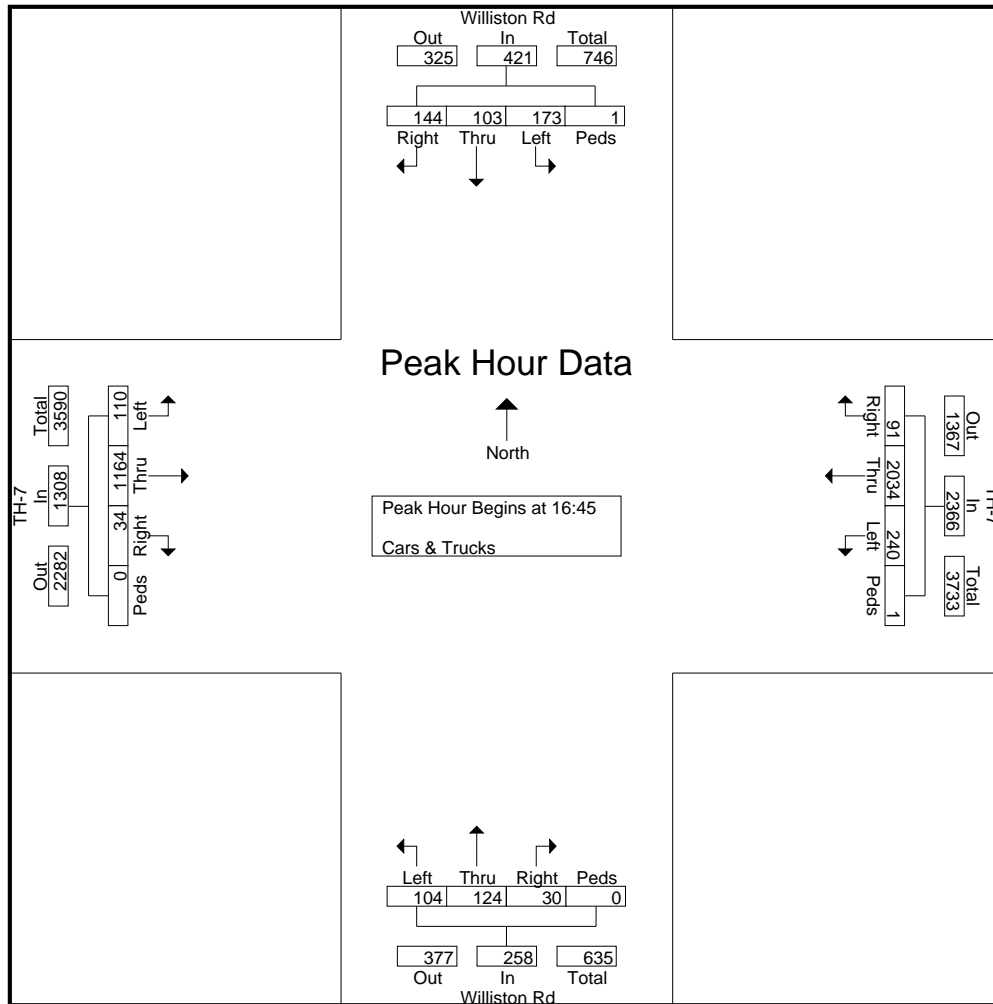 Williston Rd
Out In Total
325 421 746
144 103 173 1
Right Thru Left Peds
Peak Hour Data
North
Peak Hour Begins at 16:45
Cars & Trucks
TH-7
Total In Out
3590 1308 2282
110 1164 34 0
Left Thru Right Peds
TH-7
Out In Total
1367 2366 3733
91 2034 240 1
Right Thru Left Peds
Left Thru Right Peds
104 124 30 0
377 258 635
Out In Total
Williston Rd